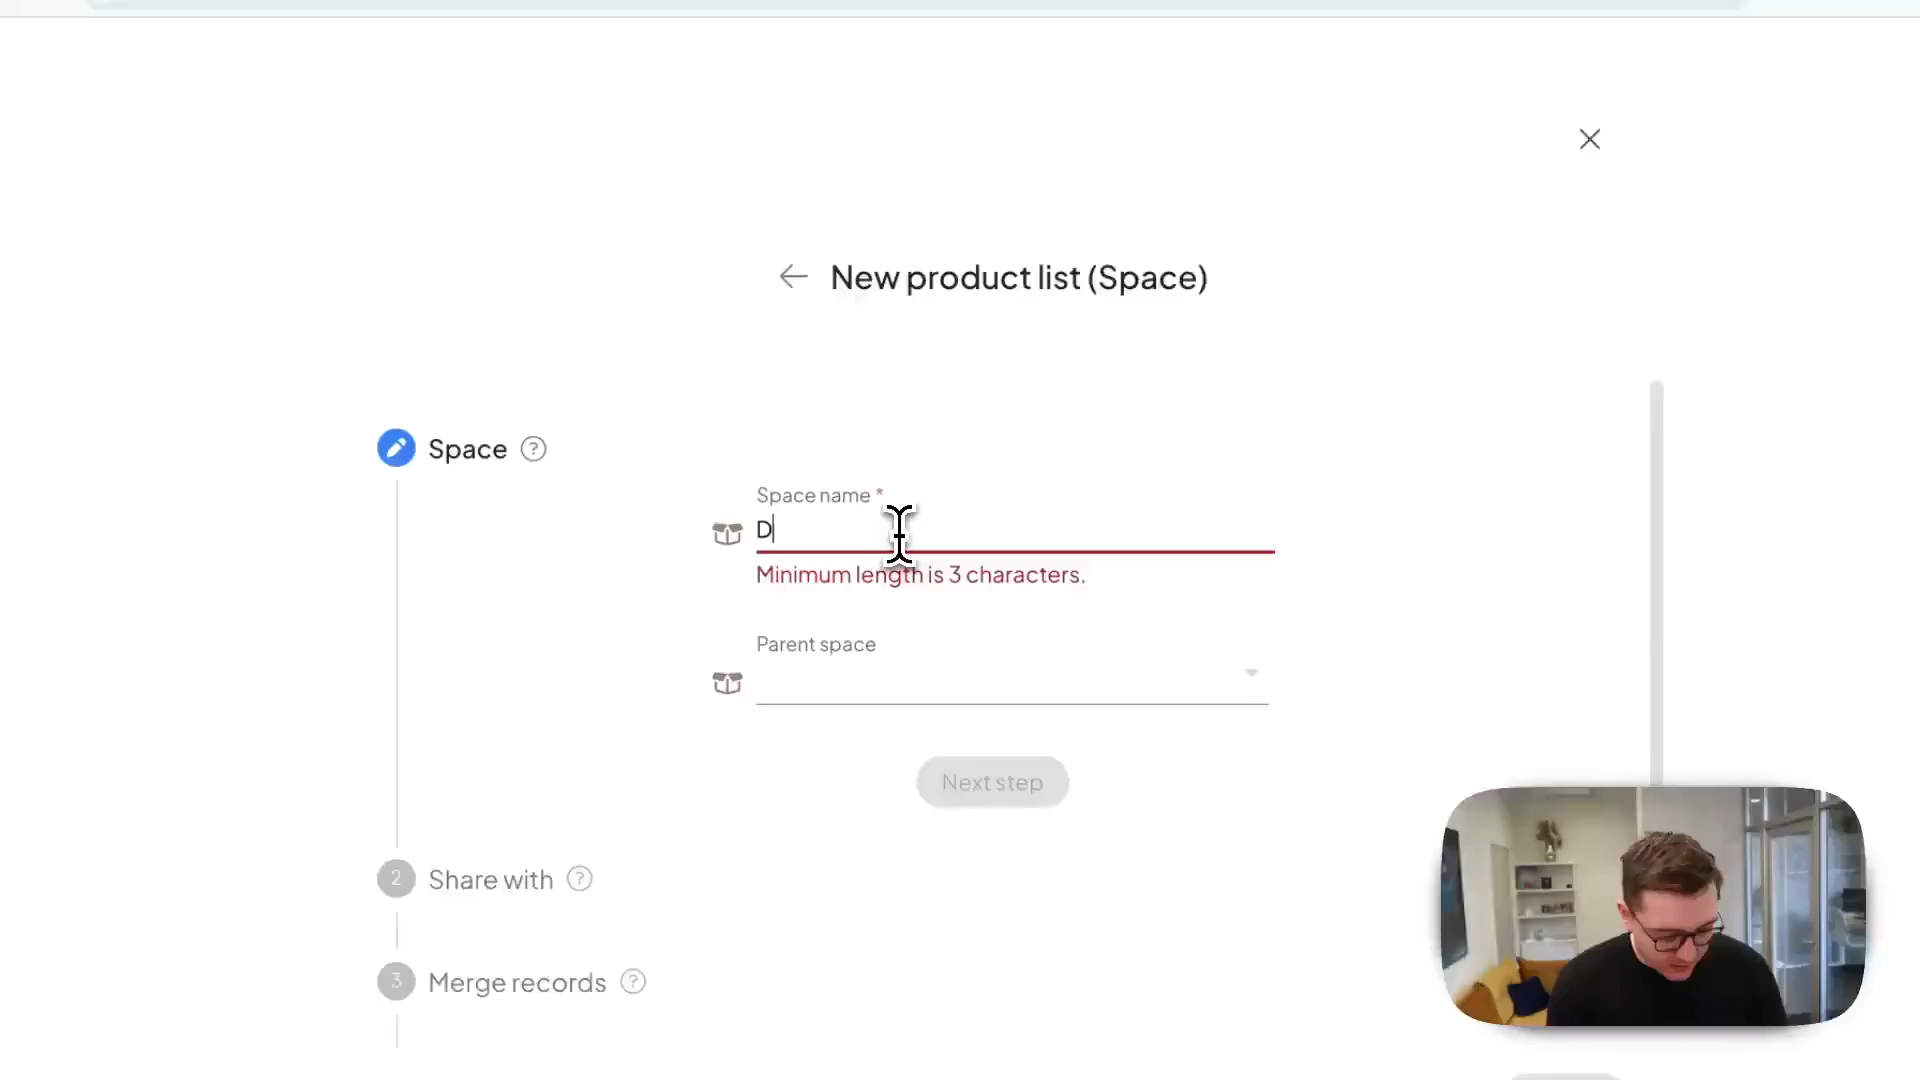 New product list (Space)
Space ?
Space name *
D
Minimum length is 3 characters.
Parent space
Next step
2 Share with ?
3 Merge records ?